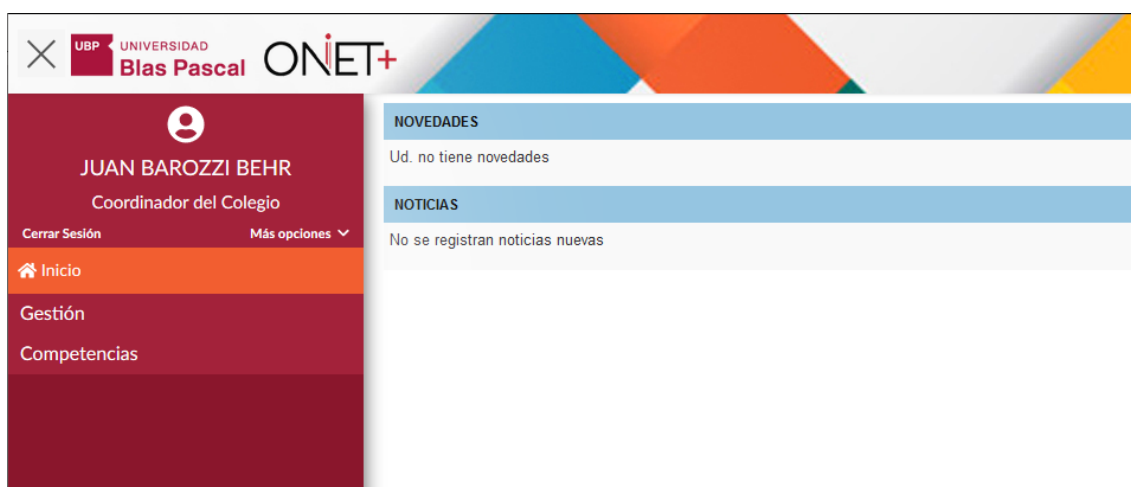 UBP UNIVERSIDAD
Blas Pascal
ONET+
JUAN BAROZZI BEHR
Coordinador del Colegio
Cerrar Sesión Más opciones
Inicio
Gestión
Competencias
NOVEDADES
Ud. no tiene novedades
NOTICIAS
No se registran noticias nuevas